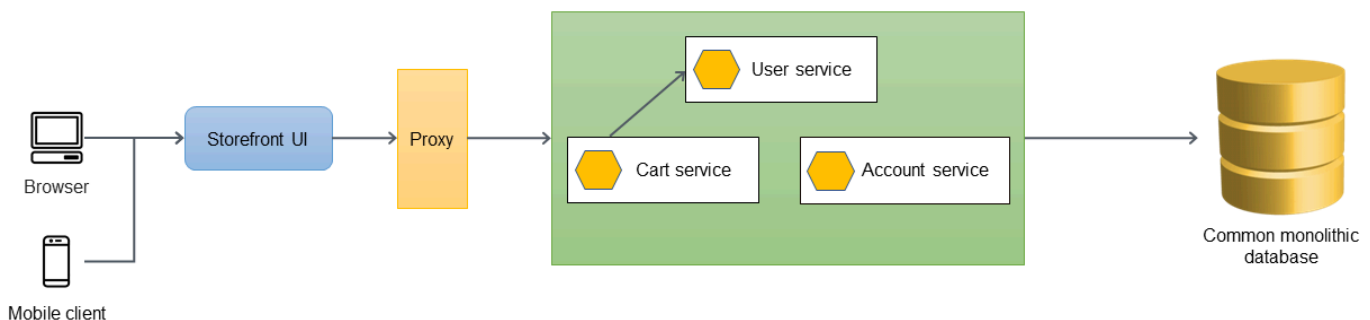 Browser
Mobile client
Storefront UI
Proxy
User service
Cart service
Account service
Common monolithic
database